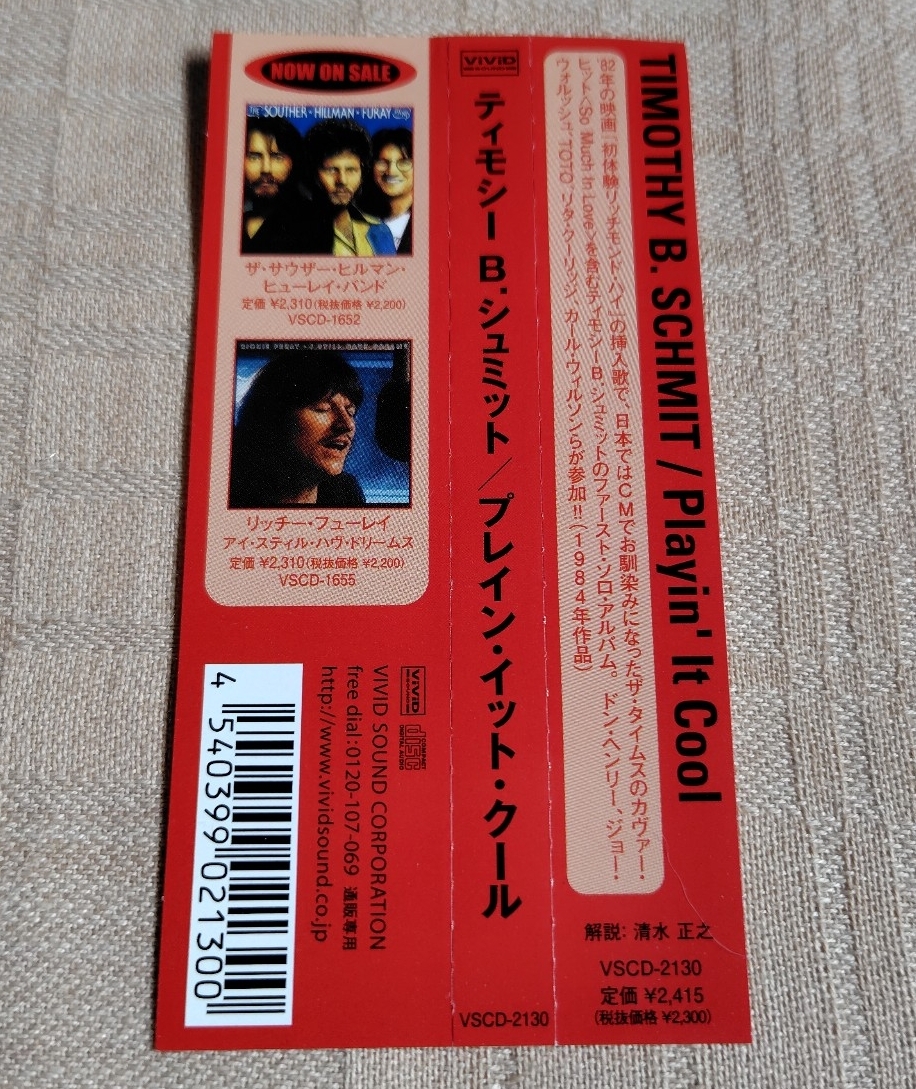 TIMOTHY B. SCHMIT / Playin' It Cool
'82年の映画「初体験リッチモンド・ハイ」の挿入歌で、日本ではCMでお馴染みになったザ・タイムスのカヴァー・
ヒット〈So Much In Love〉を含むティモシーB.シュミットのファースト・ソロ・アルバム。ドン・ヘンリー、ジョー・
ウォルッシュ、TOTO、リタ・クーリッジ、カール・ウィルソンらが参加!!(1984年作品)
解説: 清水 正之
VSCD-2130
定価 ¥2,415
(税抜価格 ¥2,300)
ViViD
ティモシー B.シュミット/プレイン・イット・クール
VSCD-2130
NOW ON SALE
THE SOUTHER・HILLMAN・FURAY BAND
ザ・サウザー・ヒルマン・
ヒューレイ・バンド
定価 ¥2,310(税抜価格 ¥2,200)
VSCD-1652
リッチー・フューレイ
アイ・スティル・ハヴ・ドリームス
定価 ¥2,310(税抜価格 ¥2,200)
VSCD-1655
ViViD
COMPACT
disc
DIGITAL AUDIO
VIVID SOUND CORPORATION
free dial:0120-107-069 通販専用
http://www.vividsound.co.jp
4 540399 021300